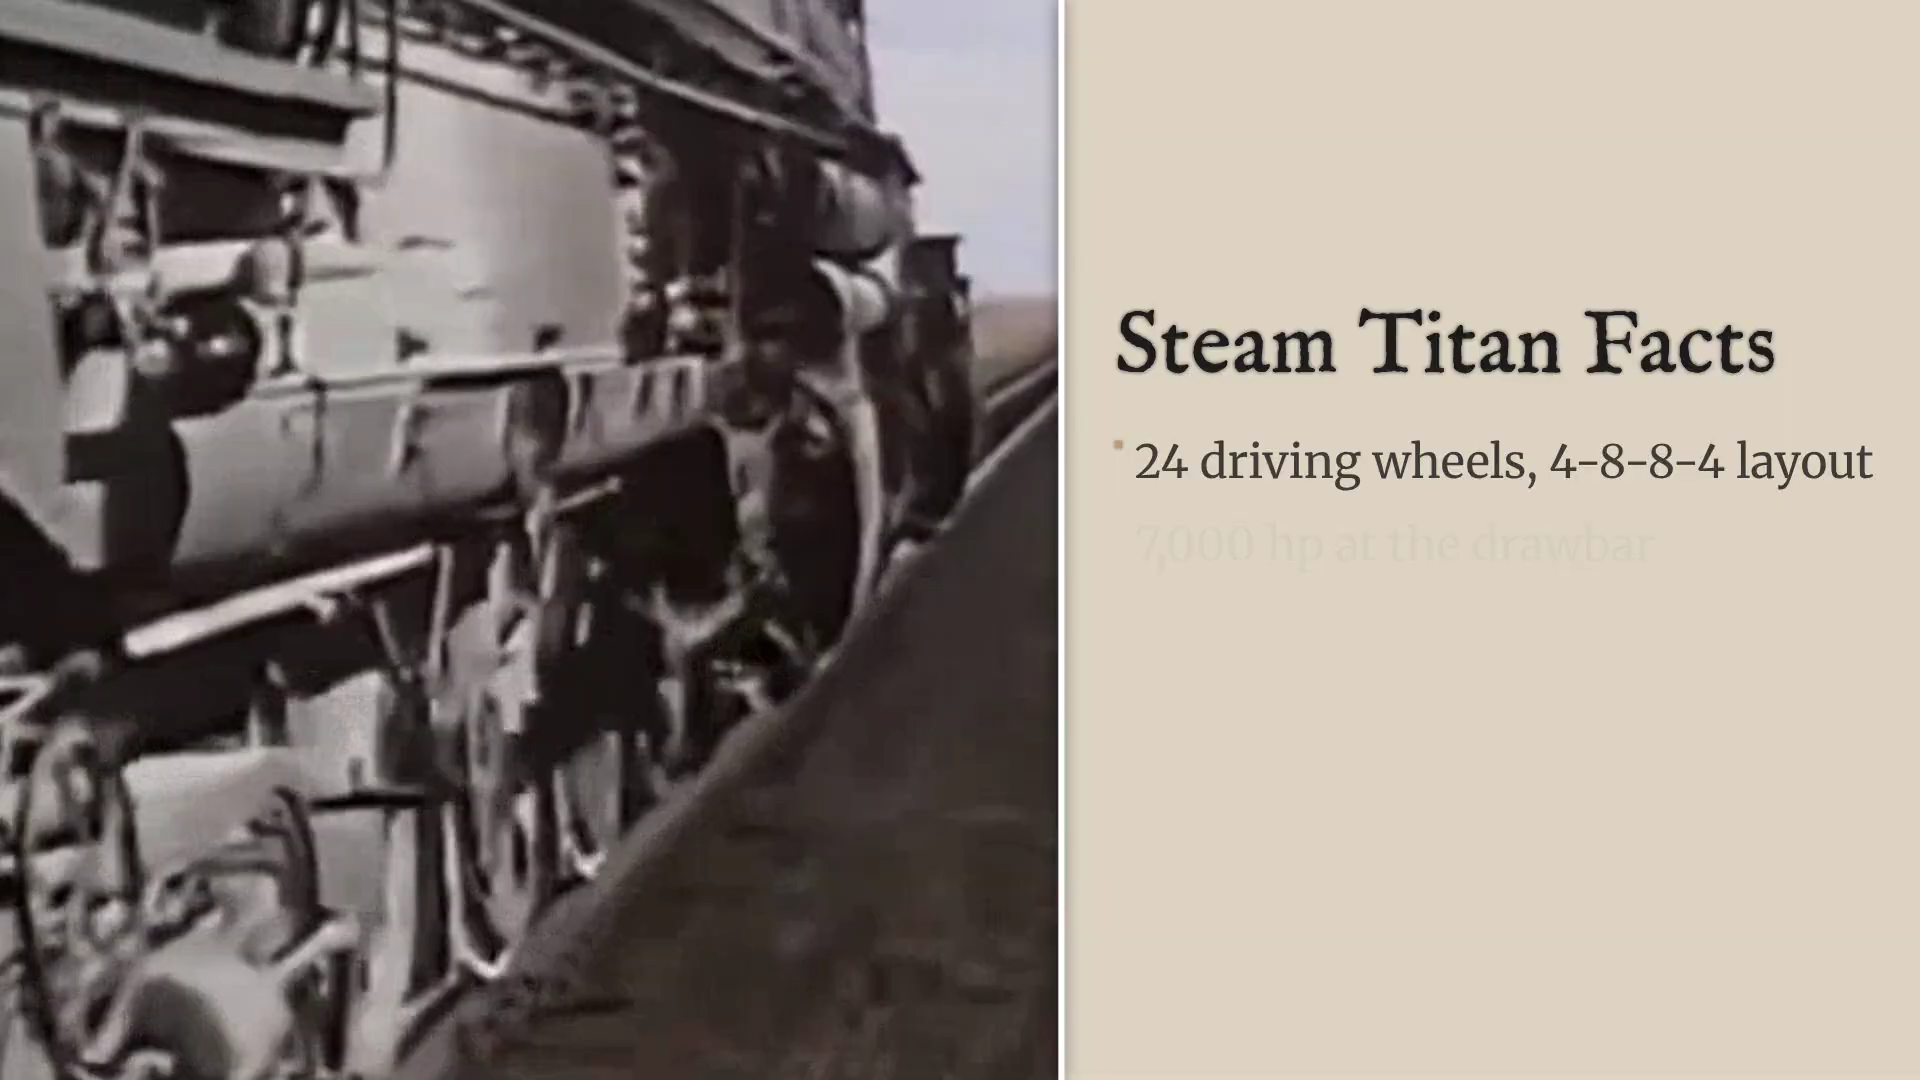 Steam Titan Facts
24 driving wheels, 4-8-8-4 layout
7,000 hp at the drawbar